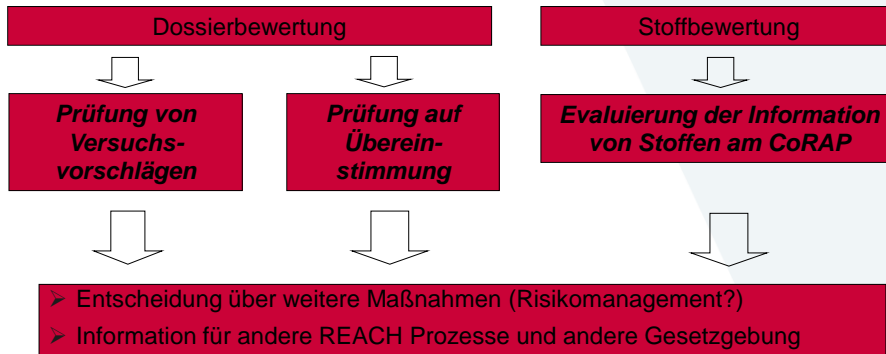 Dossierbewertung
Stoffbewertung
Prüfung von
Versuchs-
vorschlägen
Prüfung auf
Überein-
stimmung
Evaluierung der Information
von Stoffen am CoRAP
➢ Entscheidung über weitere Maßnahmen (Risikomanagement?)
➢ Information für andere REACH Prozesse und andere Gesetzgebung